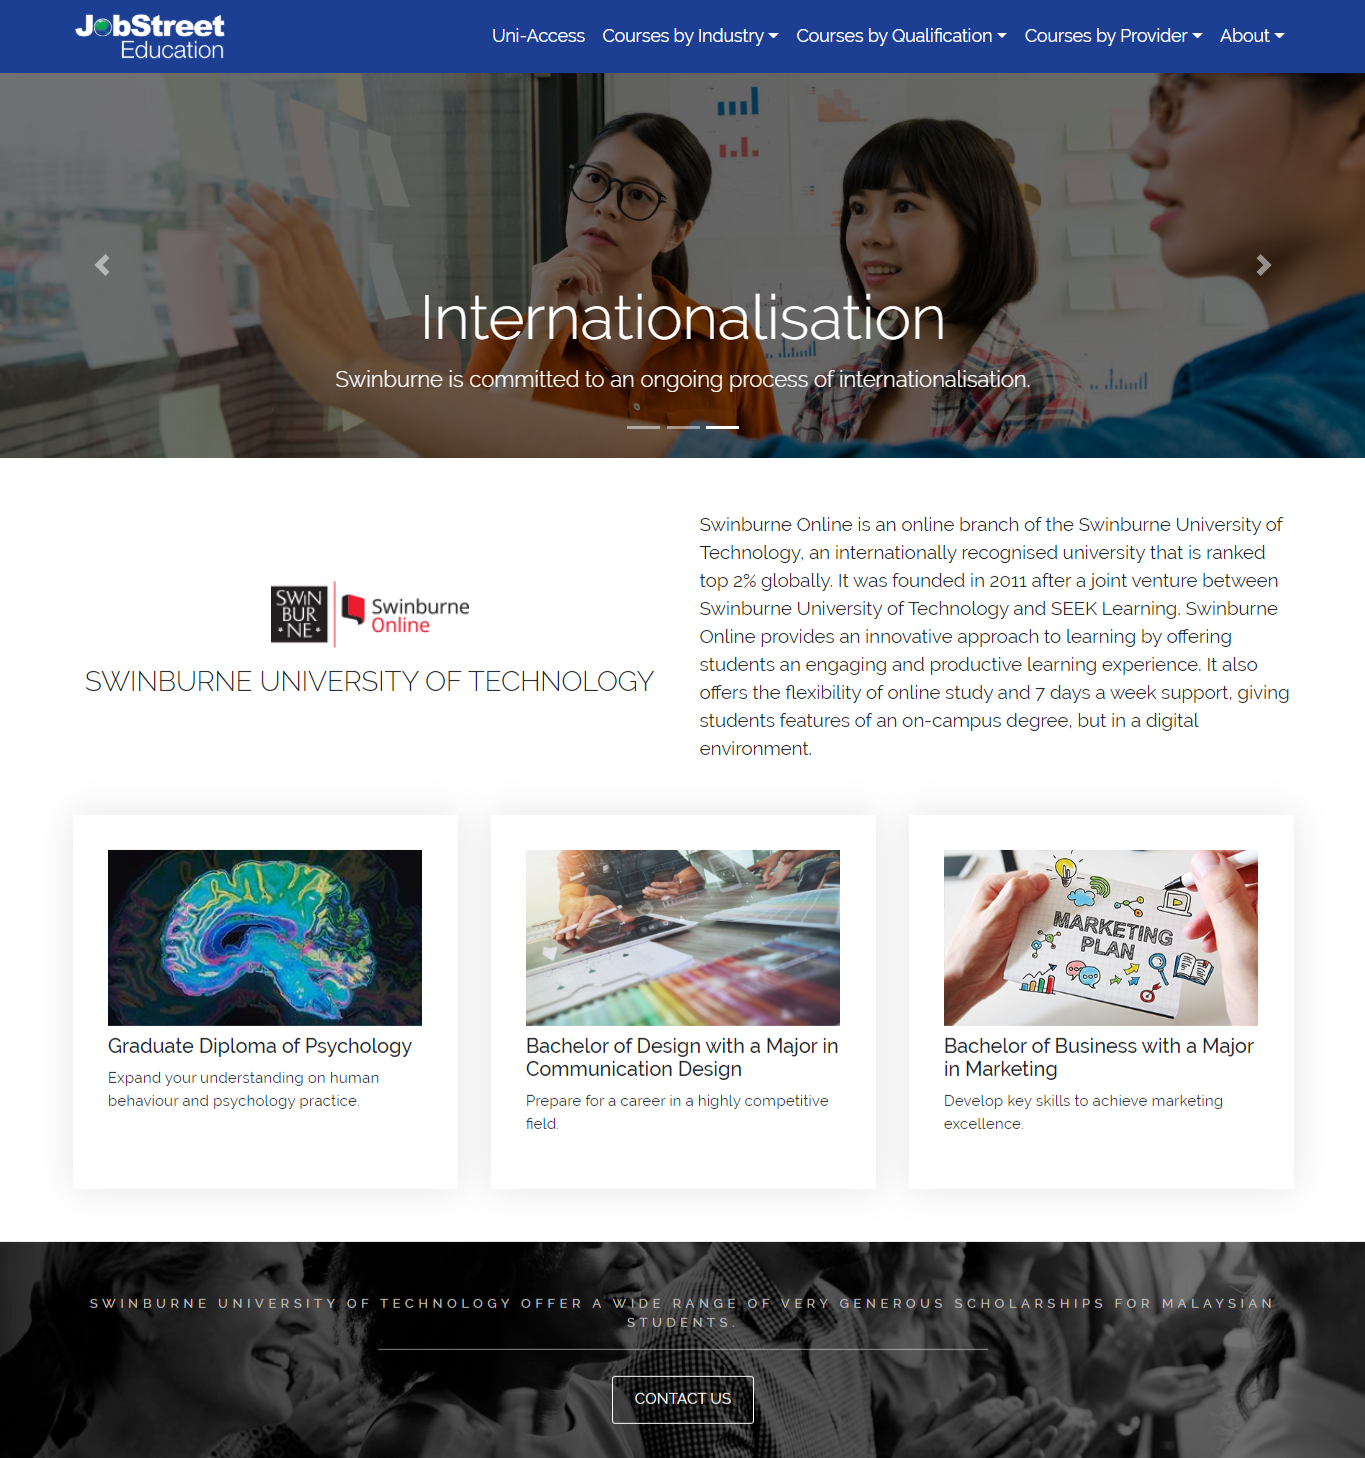 JobStreet
Education
Uni-Access Courses by Industry Courses by Qualification Courses by Provider About
Internationalisation
Swinburne is committed to an ongoing process of internationalisation.
Swinburne Online is an online branch of the Swinburne University of
Technology, an internationally recognised university that is ranked
top 2% globally. It was founded in 2011 after a joint venture between
Swinburne University of Technology and SEEK Learning. Swinburne
Online provides an innovative approach to learning by offering
students an engaging and productive learning experience. It also
offers the flexibility of online study and 7 days a week support, giving
students features of an on-campus degree, but in a digital
environment.
SWIN
BUR
NE
Swinburne
Online
SWINBURNE UNIVERSITY OF TECHNOLOGY
MARKETING
PLAN
Graduate Diploma of Psychology
Expand your understanding on human
behaviour and psychology practice.
Bachelor of Design with a Major in
Communication Design
Prepare for a career in a highly competitive
field.
Bachelor of Business with a Major
in Marketing
Develop key skills to achieve marketing
excellence.
SWINBURNE UNIVERSITY OF TECHNOLOGY OFFER A WIDE RANGE OF VERY GENEROUS SCHOLARSHIPS FOR MALAYSIAN
STUDENTS.
CONTACT US